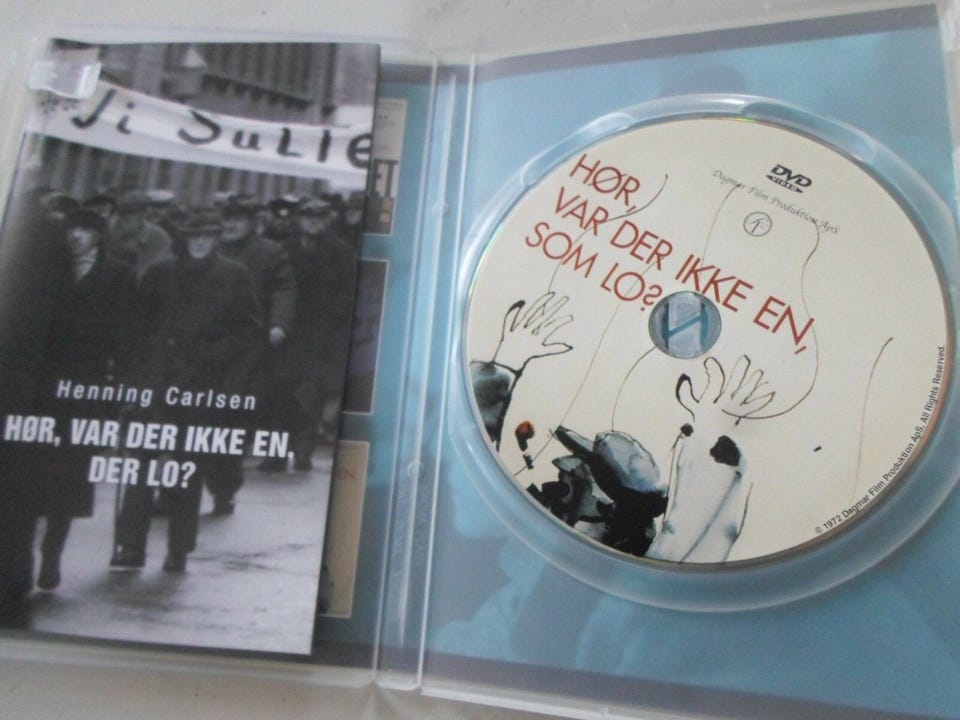 Vi SuLTE
Henning Carlsen
HØR, VAR DER IKKE EN,
DER LO?
DVD
VIDEO
Dagmar Film Produktion ApS
HØR,
VAR DER IKKE EN,
SOM LO?
© 1972 Dagmar Film Produktion ApS. All Rights Reserved.